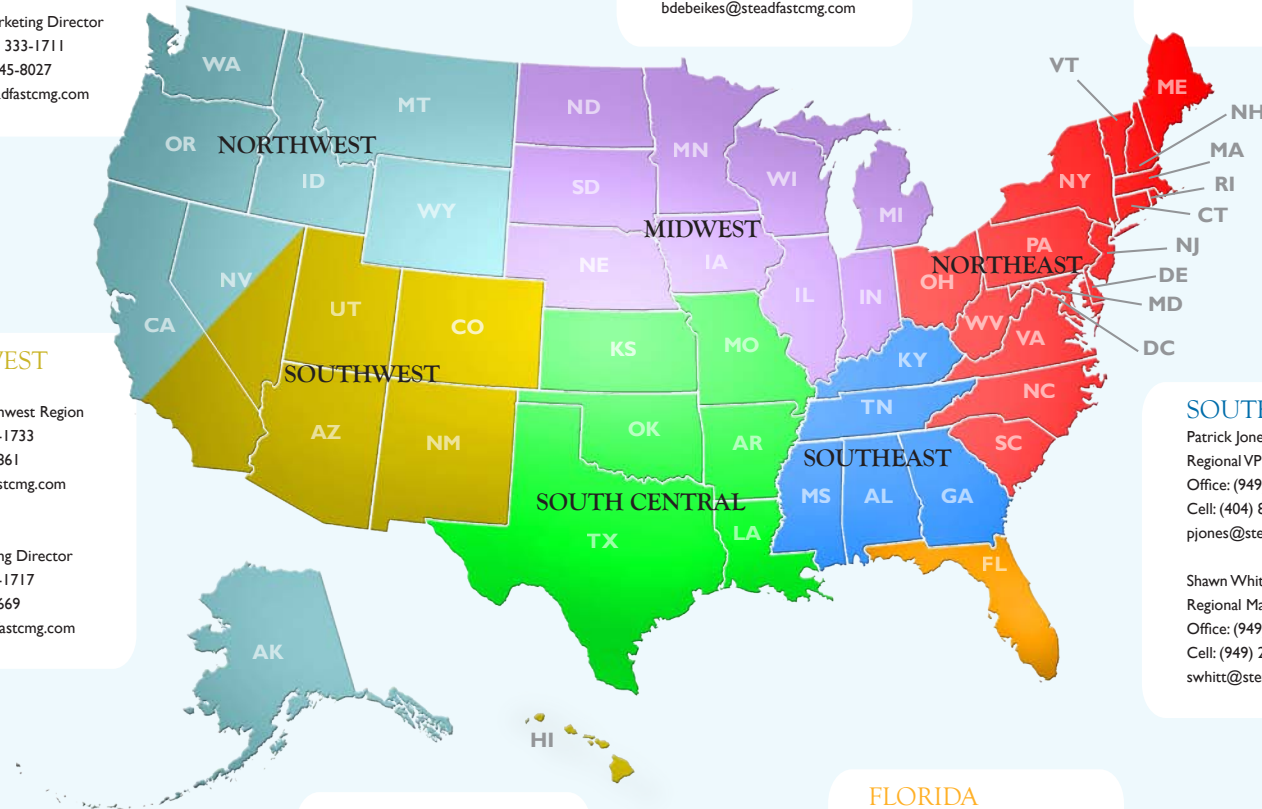 rketing Director
333-1711
45-8027
dfastcmg.com
bdebeikes@steadfastcmg.com
WA
OR
NORTHWEST
ID
MT
WY
NV
CA
ND
SD
NE
MN
WI
MI
MIDWEST
IA
IL
IN
VT
ME
NH
MA
RI
CT
NJ
DE
MD
DC
NY
PA
NORTHEAST
OH
WV
VA
NC
SC
UT
CO
SOUTHWEST
AZ
NM
KS
MO
OK
AR
SOUTH CENTRAL
TX
LA
KY
TN
SOUTHEAST
MS
AL
GA
FL
AK
HI
EST
hwest Region
-1733
861
stcmg.com
ng Director
-1717
669
astcmg.com
SOUTH
Patrick Jone
Regional VP
Office: (949
Cell: (404) 8
pjones@ste
Shawn Whit
Regional Ma
Office: (949
Cell: (949) 2
swhitt@ste
FLORIDA